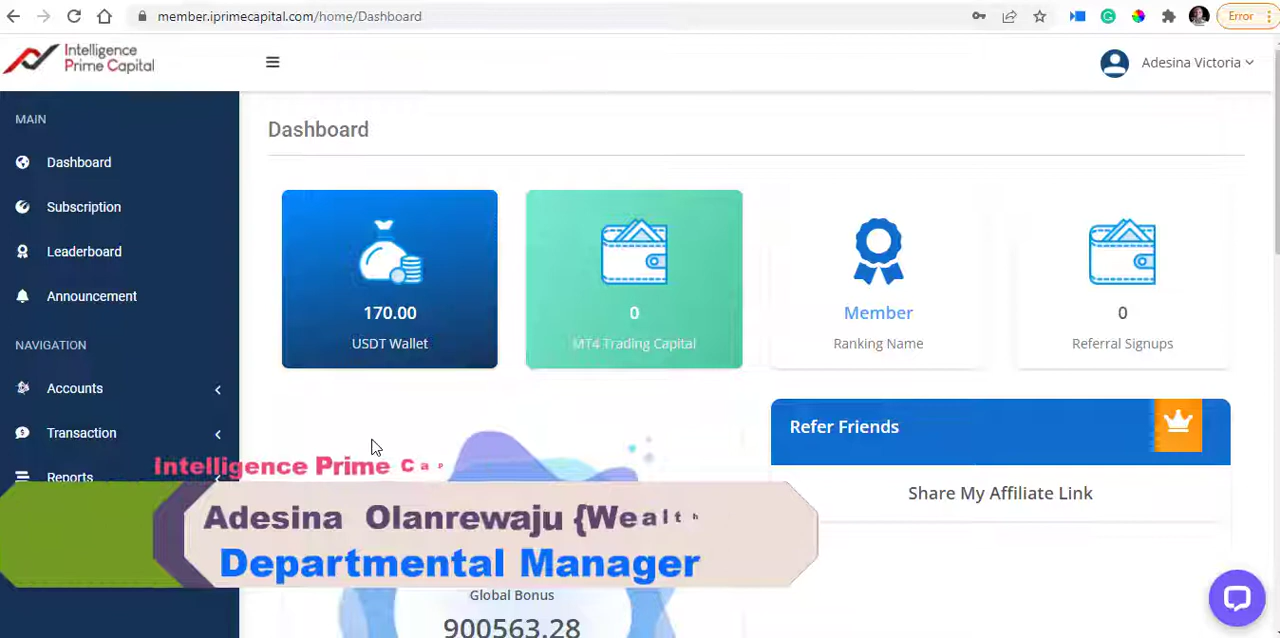 member.iprimecapital.com/home/Dashboard
Error
Intelligence
Prime Capital
Adesina Victoria
MAIN
Dashboard
Subscription
Leaderboard
Announcement
NAVIGATION
Accounts
Transaction
Reports
Dashboard
170.00
USDT Wallet
0
MT4 Trading Capital
Member
Ranking Name
0
Referral Signups
Refer Friends
Share My Affiliate Link
Intelligence Prime Cap
Adesina Olanrewaju {Wealth
Departmental Manager
Global Bonus
900563.28